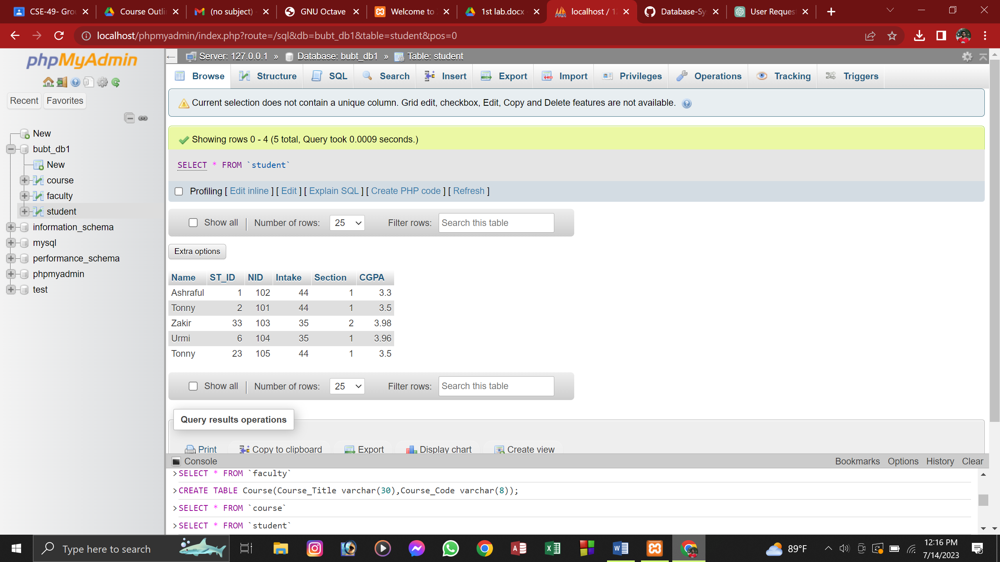 CSE-49- Gro
Course Outli
(no subject)
GNU Octave
Welcome to
1st lab.docx
localhost / 1
Database-Sy
User Reques
localhost/phpmyadmin/index.php?route=/sql&db=bubt_db1&table=student&pos=0
phpMyAdmin
Recent
Favorites
New
bubt_db1
New
course
faculty
student
information_schema
mysql
performance_schema
phpmyadmin
test
Server: 127.0.0.1 » Database: bubt_db1 » Table: student
Browse Structure SQL Search Insert Export Import Privileges Operations Tracking Triggers
Current selection does not contain a unique column. Grid edit, checkbox, Edit, Copy and Delete features are not available.
Showing rows 0 - 4 (5 total, Query took 0.0009 seconds.)
SELECT * FROM `student`
Profiling [ Edit inline ] [ Edit ] [ Explain SQL ] [ Create PHP code ] [ Refresh ]
Show all | Number of rows: 25 Filter rows: Search this table
Extra options
Name ST_ID NID Intake Section CGPA
Ashraful 1 102 44 1 3.3
Tonny 2 101 44 1 3.5
Zakir 33 103 35 2 3.98
Urmi 6 104 35 1 3.96
Tonny 23 105 44 1 3.5
Show all | Number of rows: 25 Filter rows: Search this table
Query results operations
Print Copy to clipboard Export Display chart Create view
Console Bookmarks Options History Clear
>SELECT * FROM `faculty`
>CREATE TABLE Course(Course_Title varchar(30),Course_Code varchar(8));
>SELECT * FROM `course`
>SELECT * FROM `student`
Type here to search
89°F
12:16 PM
7/14/2023